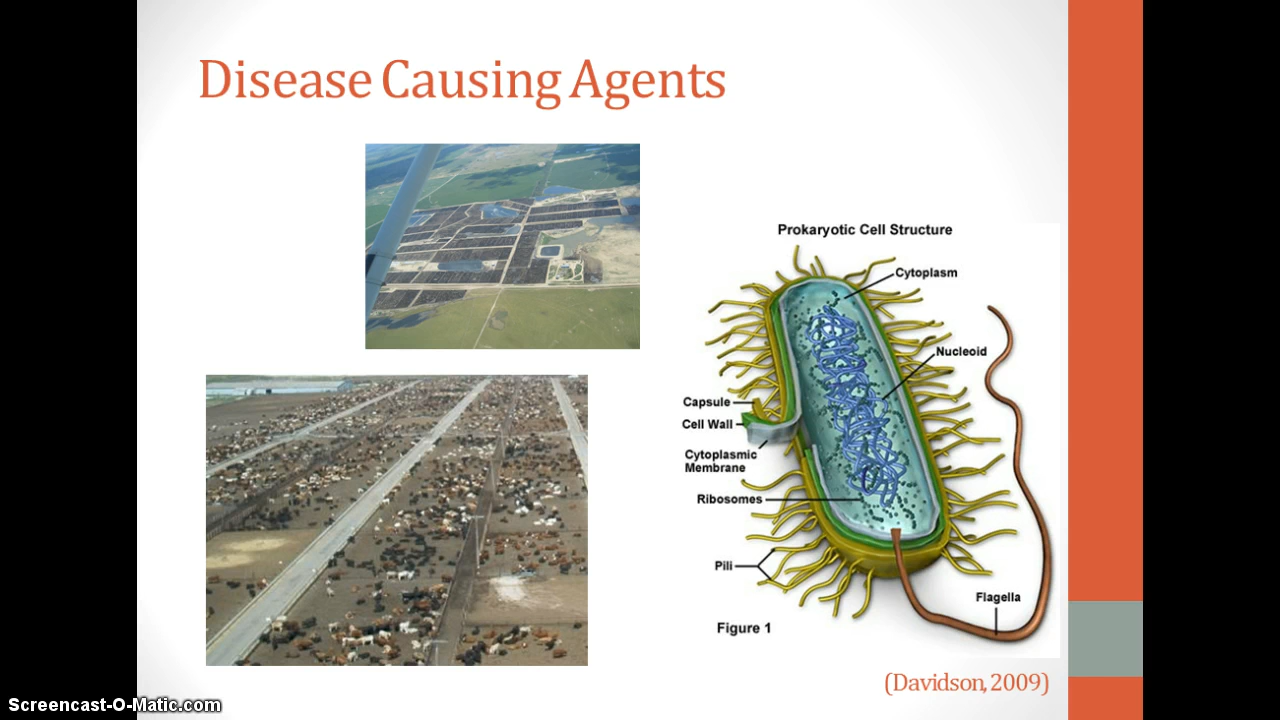 Disease Causing Agents
Prokaryotic Cell Structure
Cytoplasm
Nucleoid
Capsule
Cell Wall
Cytoplasmic
Membrane
Ribosomes
Pili
Flagella
Figure 1
(Davidson, 2009)
Screencast-O-Matic.com